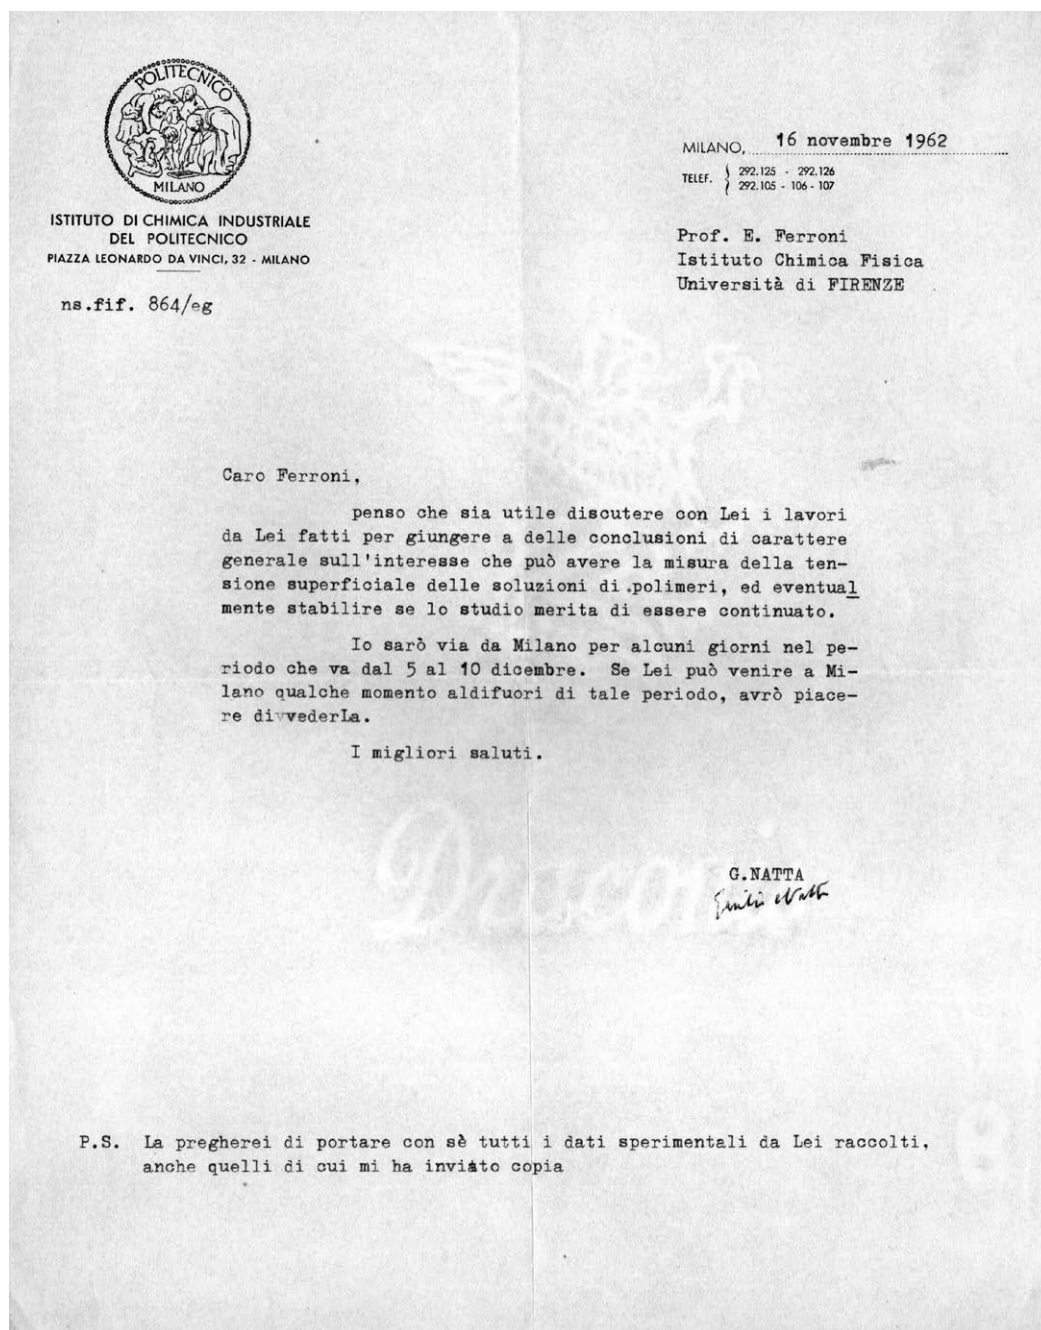 POLITECNICO
MILANO
ISTITUTO DI CHIMICA INDUSTRIALE
DEL POLITECNICO
PIAZZA LEONARDO DA VINCI, 32 - MILANO
ns.fif. 864/eg
MILANO, 16 novembre 1962
TELEF. 292.125 - 292.126
292.105 - 106 - 107
Prof. E. Ferroni
Istituto Chimica Fisica
Università di FIRENZE
Caro Ferroni,
penso che sia utile discutere con Lei i lavori
da Lei fatti per giungere a delle conclusioni di carattere
generale sull'interesse che può avere la misura della ten-
sione superficiale delle soluzioni di .polimeri, ed eventual
mente stabilire se lo studio merita di essere continuato.
Io sarò via da Milano per alcuni giorni nel pe-
riodo che va dal 5 al 10 dicembre. Se Lei può venire a Mi-
lano qualche momento aldifuori di tale periodo, avrò piace-
re di vederLa.
I migliori saluti.
G.NATTA
Giulio Natta
Draconi
P.S. La pregherei di portare con sè tutti i dati sperimentali da Lei raccolti,
anche quelli di cui mi ha inviato copia